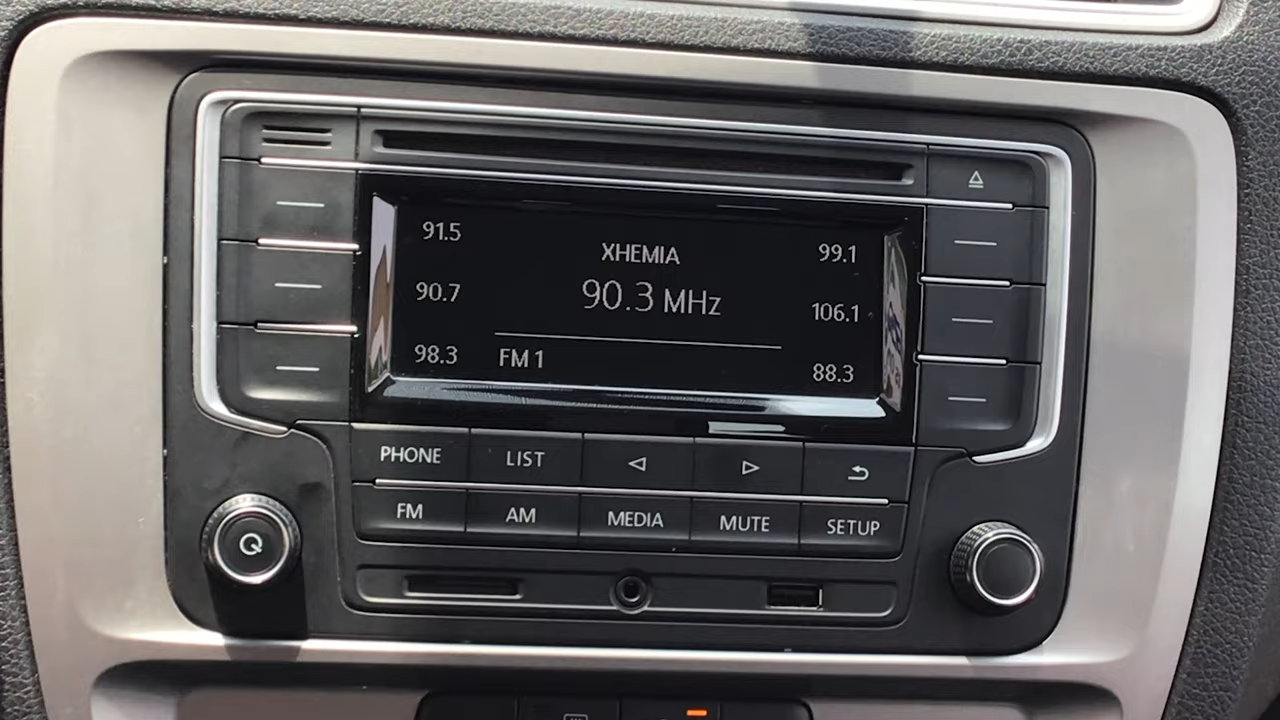 91.5
XHEMIA
99.1
90.7
90.3 MHz
106.1
98.3
FM 1
88.3
PHONE
LIST
FM
AM
MEDIA
MUTE
SETUP